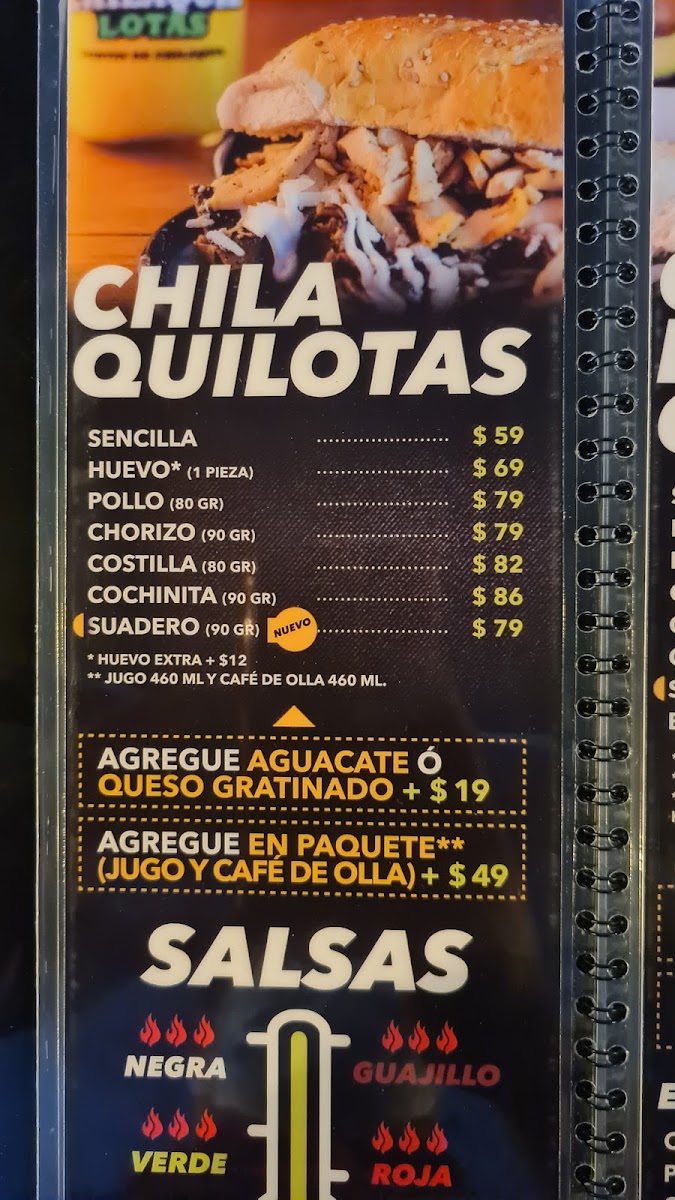 LOTAS
CHILA
QUILOTAS
SENCILLA .................... $ 59
HUEVO* (1 PIEZA) .................... $ 69
POLLO (80 GR) .................... $ 79
CHORIZO (90 GR) .................... $ 79
COSTILLA (80 GR) .................... $ 82
COCHINITA (90 GR) .................... $ 86
SUADERO (90 GR) NUEVO .................... $ 79
* HUEVO EXTRA + $12
** JUGO 460 ML Y CAFÉ DE OLLA 460 ML.
AGREGUE AGUACATE Ó
QUESO GRATINADO + $ 19
AGREGUE EN PAQUETE**
(JUGO Y CAFÉ DE OLLA) + $ 49
SALSAS
NEGRA GUAJILLO
VERDE ROJA